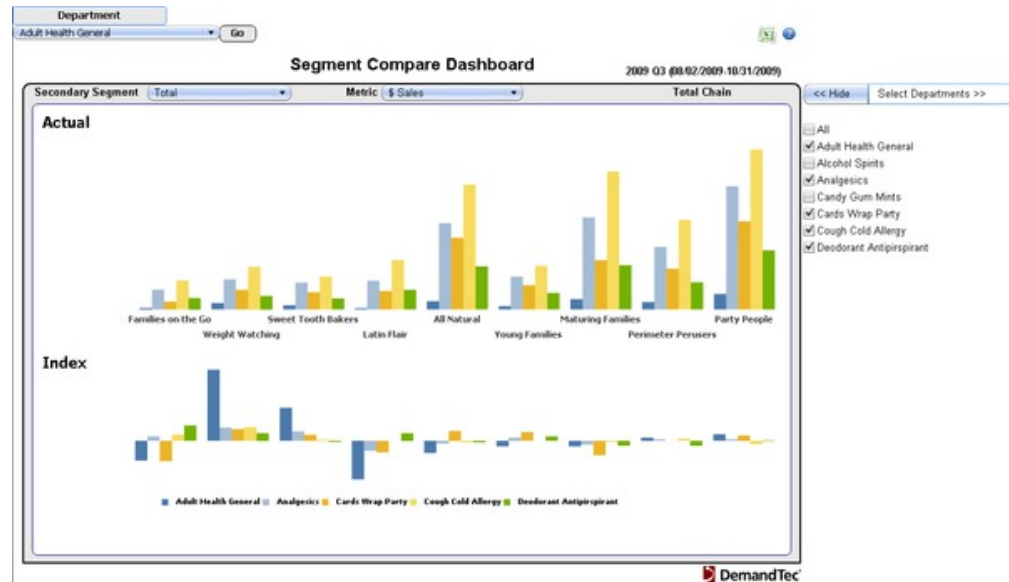 Department
Adult Health General Go
Segment Compare Dashboard
2009 Q3 (08/02/2009-10/31/2009)
Secondary Segment Total Metric $ Sales Total Chain
<< Hide Select Departments >>
Actual
All
Adult Health General
Alcohol Spirits
Analgesics
Candy Gum Mints
Cards Wrap Party
Cough Cold Allergy
Deodorant Antipirspirant
Families on the Go Sweet Tooth Bakers All Natural Maturing Families Party People
Weight Watching Latin Flair Young Families Perimeter Perusers
Index
Adult Health General Analgesics Cards Wrap Party Cough Cold Allergy Deodorant Antipirspirant
DemandTec